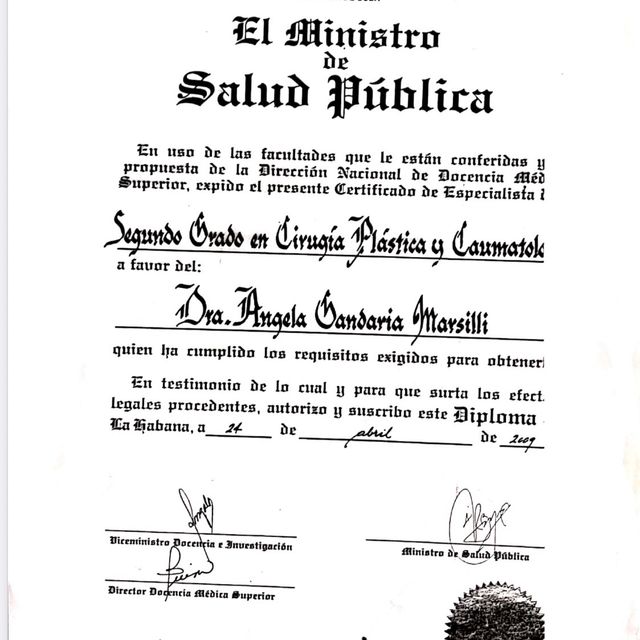 El Ministro
de
Salud Pública
En uso de las facultades que le están conferidas y
propuesta de la Dirección Nacional de Docencia Méd
Superior, expido el presente Certificado de Especialista
Segundo Grado en Cirugía Plástica y Caumatolo
a favor del:
Dra. Angela Gandaria Marsilli
quien ha cumplido los requisitos exigidos para obtener
En testimonio de lo cual y para que surta los efect
legales procedentes, autorizo y suscribo este Diploma
La Habana, a 24 de abril de 2009
Viceministro Docencia e Investigación
Ministro de Salud Pública
Director Docencia Médica Superior